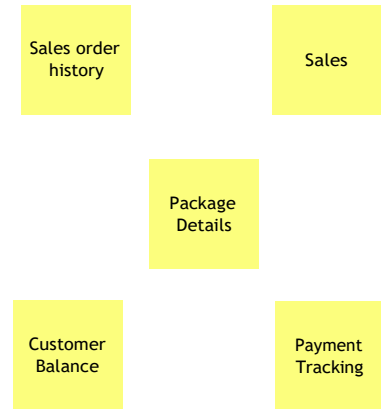 Sales order
history
Sales
Package
Details
Customer
Balance
Payment
Tracking